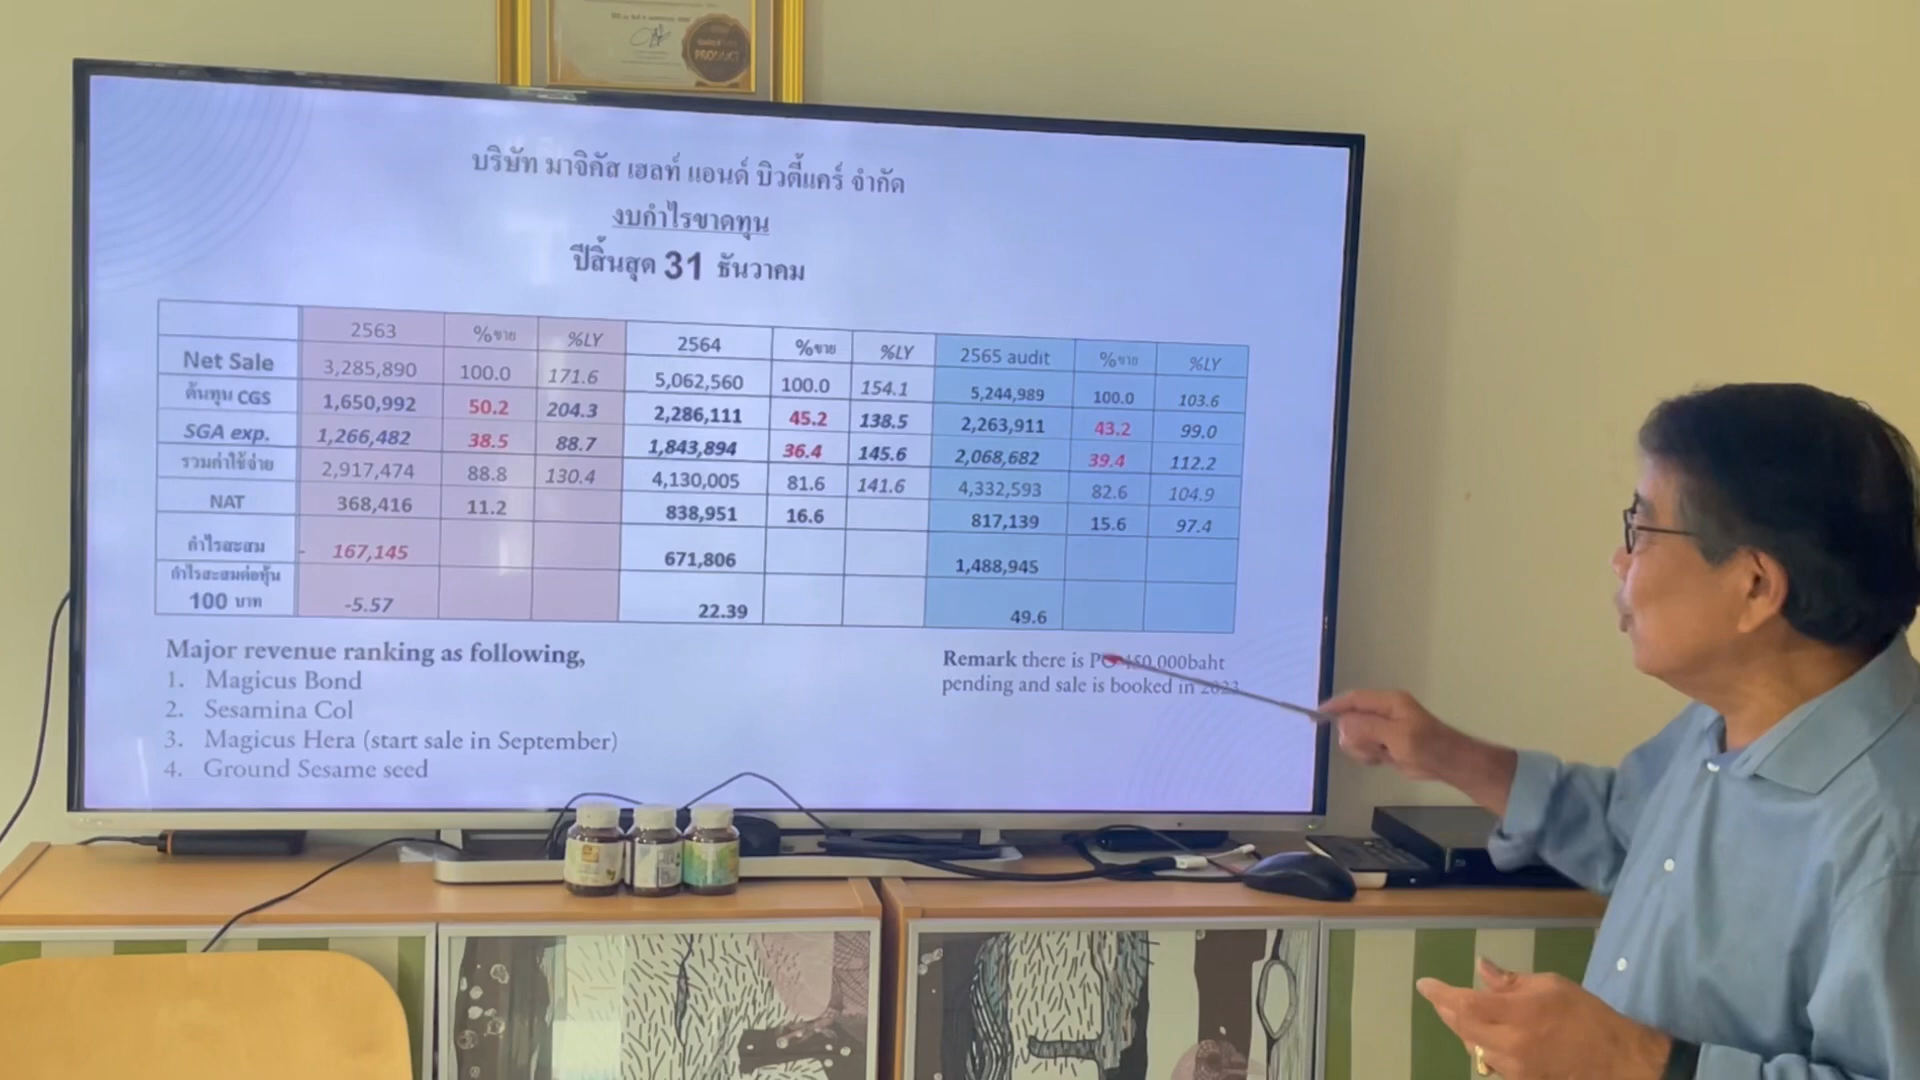 PRODUCT
บริษัท มาจิคัส เฮลท์ แอนด์ บิวตี้แคร์ จำกัด
งบกำไรขาดทุน
ปีสิ้นสุด 31 ธันวาคม
2563 %ขาย %LY 2564 %ขาย %LY 2565 audit %ขาย %LY
Net Sale 3,285,890 100.0 171.6 5,062,560 100.0 154.1 5,244,989 100.0 103.6
ต้นทุน CGS 1,650,992 50.2 204.3 2,286,111 45.2 138.5 2,263,911 43.2 99.0
SGA exp. 1,266,482 38.5 88.7 1,843,894 36.4 145.6 2,068,682 39.4 112.2
รวมค่าใช้จ่าย 2,917,474 88.8 130.4 4,130,005 81.6 141.6 4,332,593 82.6 104.9
NAT 368,416 11.2 838,951 16.6 817,139 15.6 97.4
กำไรสะสม - 167,145 671,806 1,488,945
กำไรสะสมต่อหุ้น
100 บาท -5.57 22.39 49.6
Major revenue ranking as following,
1. Magicus Bond
2. Sesamina Col
3. Magicus Hera (start sale in September)
4. Ground Sesame seed
Remark there is PO 450,000baht
pending and sale is booked in 2023